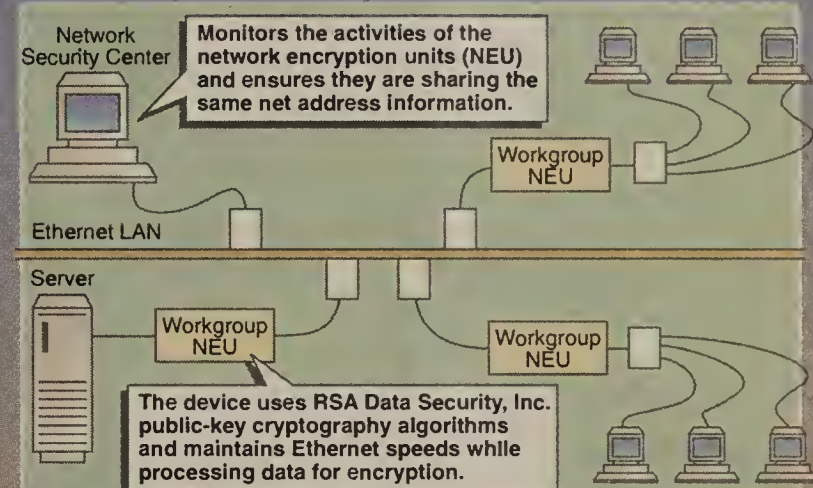 Network
Security Center
Monitors the activities of the
network encryption units (NEU)
and ensures they are sharing the
same net address information.
Workgroup
NEU
Ethernet LAN
Server
Workgroup
NEU
Workgroup
NEU
The device uses RSA Data Security, Inc.
public-key cryptography algorithms
and maintains Ethernet speeds while
processing data for encryption.